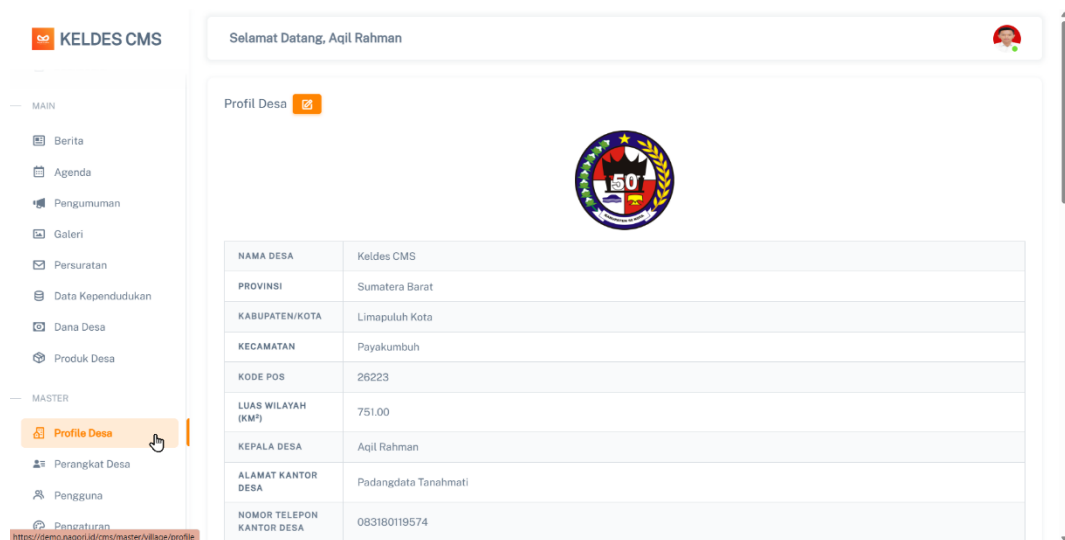 KELDES CMS
Selamat Datang, Aqil Rahman
MAIN
Berita
Agenda
Pengumuman
Galeri
Persuratan
Data Kependudukan
Dana Desa
Produk Desa
MASTER
Profile Desa
Perangkat Desa
Pengguna
Pengaturan
https://demo.nagori.id/cms/master/village/profile
Profil Desa
50
NAMA DESA Keldes CMS
PROVINSI Sumatera Barat
KABUPATEN/KOTA Limapuluh Kota
KECAMATAN Payakumbuh
KODE POS 26223
LUAS WILAYAH
(KM²) 751.00
KEPALA DESA Aqil Rahman
ALAMAT KANTOR
DESA Padangdata Tanahmati
NOMOR TELEPON
KANTOR DESA 083180119574